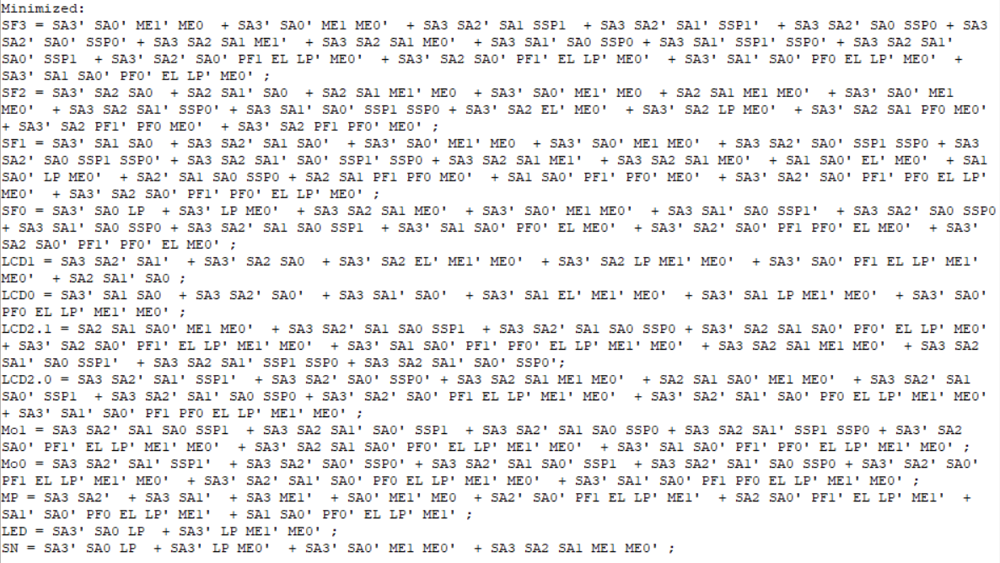 Minimized:
SF3 = SA3' SA0' ME1' ME0  + SA3' SA0' ME1 ME0'  + SA3 SA2' SA1 SSP1  + SA3 SA2' SA1' SSP1'  + SA3 SA2' SA0 SSP0 + SA3
SA2' SA0' SSP0' + SA3 SA2 SA1 ME1'  + SA3 SA2 SA1 ME0'  + SA3 SA1' SA0 SSP0 + SA3 SA1' SSP1' SSP0' + SA3 SA2 SA1'
SA0' SSP1  + SA3' SA2' SA0' PF1 EL LP' ME0'  + SA3' SA2 SA0' PF1' EL LP' ME0'  + SA3' SA1' SA0' PF0 EL LP' ME0'  +
SA3' SA1 SA0' PF0' EL LP' ME0' ;
SF2 = SA3' SA2 SA0  + SA2 SA1' SA0  + SA2 SA1 ME1' ME0  + SA3' SA0' ME1' ME0  + SA2 SA1 ME1 ME0'  + SA3' SA0' ME1
ME0'  + SA3 SA2 SA1' SSP0' + SA3 SA1' SA0' SSP1 SSP0 + SA3' SA2 EL' ME0'  + SA3' SA2 LP ME0'  + SA3' SA2 SA1 PF0 ME0'
+ SA3' SA2 PF1' PF0 ME0'  + SA3' SA2 PF1 PF0' ME0' ;
SF1 = SA3' SA1 SA0  + SA3 SA2' SA1 SA0'  + SA3' SA0' ME1' ME0  + SA3' SA0' ME1 ME0'  + SA3 SA2' SA0' SSP1 SSP0 + SA3
SA2' SA0 SSP1 SSP0' + SA3 SA2 SA1' SA0' SSP1' SSP0 + SA3 SA2 SA1 ME1'  + SA3 SA2 SA1 ME0'  + SA1 SA0' EL' ME0'  + SA1
SA0' LP ME0'  + SA2' SA1 SA0 SSP0 + SA2 SA1 PF1 PF0 ME0'  + SA1 SA0' PF1' PF0' ME0'  + SA3' SA2' SA0' PF1' PF0 EL LP'
ME0'  + SA3' SA2 SA0' PF1' PF0' EL LP' ME0' ;
SF0 = SA3' SA0 LP  + SA3' LP ME0'  + SA3 SA2 SA1 ME0'  + SA3' SA0' ME1 ME0'  + SA3 SA1' SA0 SSP1'  + SA3 SA2' SA0 SSP0
+ SA3 SA1' SA0 SSP0 + SA3 SA2' SA1 SA0 SSP1  + SA3' SA1 SA0' PF0' EL ME0'  + SA3' SA2' SA0' PF1 PF0' EL ME0'  + SA3'
SA2 SA0' PF1' PF0' EL ME0' ;
LCD1 = SA3 SA2' SA1'  + SA3' SA2 SA0  + SA3' SA2 EL' ME1' ME0'  + SA3' SA2 LP ME1' ME0'  + SA3' SA0' PF1 EL LP' ME1'
ME0'  + SA2 SA1' SA0 ;
LCD0 = SA3' SA1 SA0  + SA3 SA2' SA0'  + SA3 SA1' SA0'  + SA3' SA1 EL' ME1' ME0'  + SA3' SA1 LP ME1' ME0'  + SA3' SA0'
PF0 EL LP' ME1' ME0' ;
LCD2.1 = SA2 SA1 SA0' ME1 ME0'  + SA3 SA2' SA1 SA0 SSP1  + SA3 SA2' SA1 SA0 SSP0 + SA3' SA2 SA1 SA0' PF0' EL LP' ME0'
+ SA3' SA2 SA0' PF1' EL LP' ME1' ME0'  + SA3' SA1 SA0' PF1' PF0' EL LP' ME1' ME0'  + SA3 SA2 SA1 ME1 ME0'  + SA3 SA2
SA1' SA0 SSP1'  + SA3 SA2 SA1' SSP1 SSP0 + SA3 SA2 SA1' SA0' SSP0';
LCD2.0 = SA3 SA2' SA1' SSP1'  + SA3 SA2' SA0' SSP0' + SA3 SA2 SA1 ME1 ME0'  + SA2 SA1 SA0' ME1 ME0'  + SA3 SA2' SA1
SA0' SSP1  + SA3 SA2' SA1' SA0 SSP0 + SA3' SA2' SA0' PF1 EL LP' ME1' ME0'  + SA3' SA2' SA1' SA0' PF0 EL LP' ME1' ME0'
+ SA3' SA1' SA0' PF1 PF0 EL LP' ME1' ME0' ;
Mo1 = SA3 SA2' SA1 SA0 SSP1  + SA3 SA2 SA1' SA0' SSP1  + SA3 SA2' SA1 SA0 SSP0 + SA3 SA2 SA1' SSP1 SSP0 + SA3' SA2
SA0' PF1' EL LP' ME1' ME0'  + SA3' SA2 SA1 SA0' PF0' EL LP' ME1' ME0'  + SA3' SA1 SA0' PF1' PF0' EL LP' ME1' ME0' ;
Mo0 = SA3 SA2' SA1' SSP1'  + SA3 SA2' SA0' SSP0' + SA3 SA2' SA1 SA0' SSP1  + SA3 SA2' SA1' SA0 SSP0 + SA3' SA2' SA0'
PF1 EL LP' ME1' ME0'  + SA3' SA2' SA1' SA0' PF0 EL LP' ME1' ME0'  + SA3' SA1' SA0' PF1 PF0 EL LP' ME1' ME0' ;
MP = SA3 SA2'  + SA3 SA1'  + SA3 ME1'  + SA0' ME1' ME0  + SA2' SA0' PF1 EL LP' ME1'  + SA2 SA0' PF1' EL LP' ME1'  +
SA1' SA0' PF0 EL LP' ME1'  + SA1 SA0' PF0' EL LP' ME1' ;
LED = SA3' SA0 LP  + SA3' LP ME1' ME0' ;
SN = SA3' SA0 LP  + SA3' LP ME0'  + SA3' SA0' ME1 ME0'  + SA3 SA2 SA1 ME1 ME0' ;